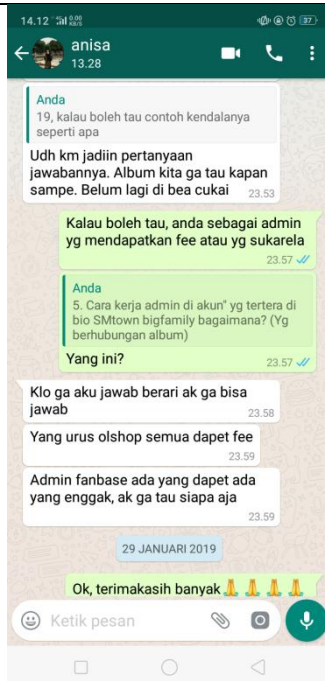 14.12
0.00
KB/S
37
anisa
13.28
Anda
19, kalau boleh tau contoh kendalanya
seperti apa
Udh km jadiin pertanyaan
jawabannya. Album kita ga tau kapan
sampe. Belum lagi di bea cukai 23.53
Kalau boleh tau, anda sebagai admin
yg mendapatkan fee atau yg sukarela
23.57
Anda
5. Cara kerja admin di akun" yg tertera di
bio SMtown bigfamily bagaimana? (Yg
berhubungan album)
Yang ini? 23.57
Klo ga aku jawab berari ak ga bisa
jawab 23.58
Yang urus olshop semua dapet fee
23.59
Admin fanbase ada yang dapet ada
yang enggak, ak ga tau siapa aja
23.59
29 JANUARI 2019
Ok, terimakasih banyak 🙏 🙏 🙏 🙏
Ketik pesan